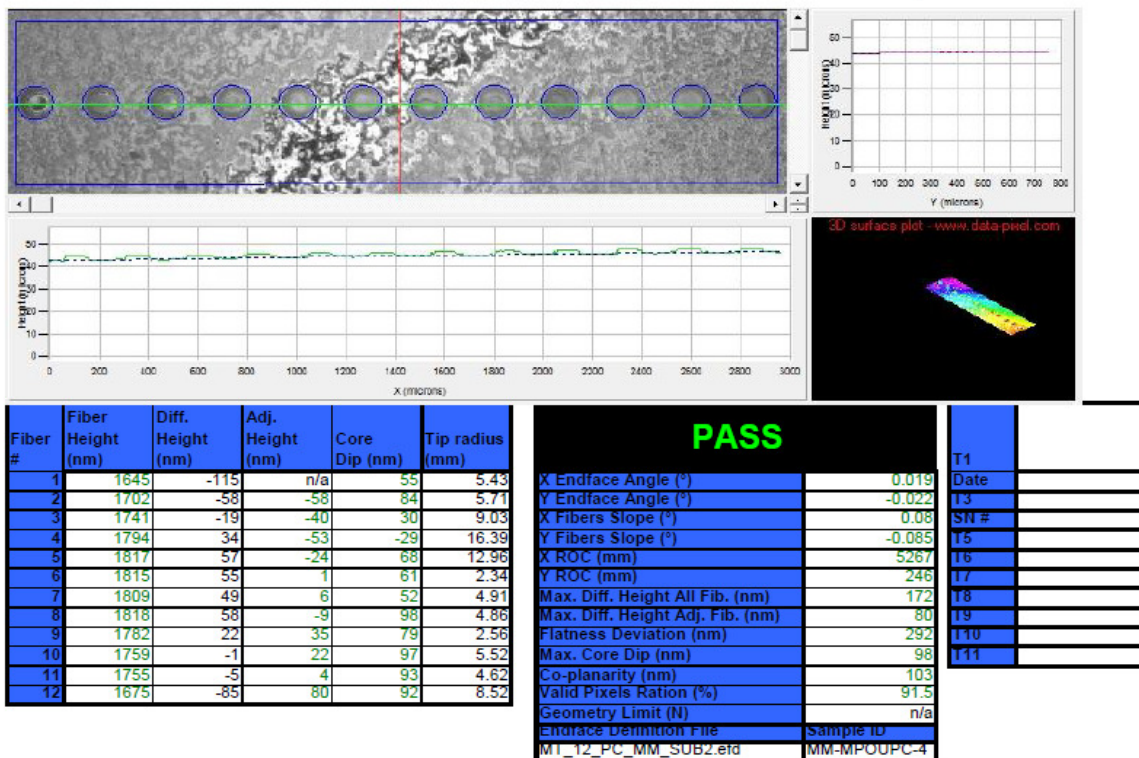 50
40
30
20
10
0
Height (microns)
0 100 200 300 400 500 600 700 800
Y (microns)
50
40
30
20
10
0
Height (microns)
0 200 400 600 800 1000 1200 1400 1600 1800 2000 2200 2400 2600 2800 3000
X (microns)
3D surface plot - www.data-pixel.com
Fiber # Fiber Height (nm) Diff. Height (nm) Adj. Height (nm) Core Dip (nm) Tip radius (mm)
1 1645 -115 n/a 55 5.43
2 1702 -58 -58 84 5.71
3 1741 -19 -40 30 9.03
4 1794 34 -53 -29 16.39
5 1817 57 -24 68 12.96
6 1815 55 1 61 2.34
7 1809 49 6 52 4.91
8 1818 58 -9 98 4.86
9 1782 22 35 79 2.56
10 1759 -1 22 97 5.52
11 1755 -5 4 93 4.62
12 1675 -85 80 92 8.52
PASS
X Endface Angle (°) 0.019
Y Endface Angle (°) -0.022
X Fibers Slope (°) 0.08
Y Fibers Slope (°) -0.085
X ROC (mm) 5267
Y ROC (mm) 246
Max. Diff. Height All Fib. (nm) 172
Max. Diff. Height Adj. Fib. (nm) 80
Flatness Deviation (nm) 292
Max. Core Dip (nm) 98
Co-planarity (nm) 103
Valid Pixels Ration (%) 91.5
Geometry Limit (N) n/a
Endface Definition File Sample ID
MT_12_PC_MM_SUB2.efd MM-MPOUPC-4
T1
Date
T3
SN #
T5
T6
T7
T8
T9
T10
T11